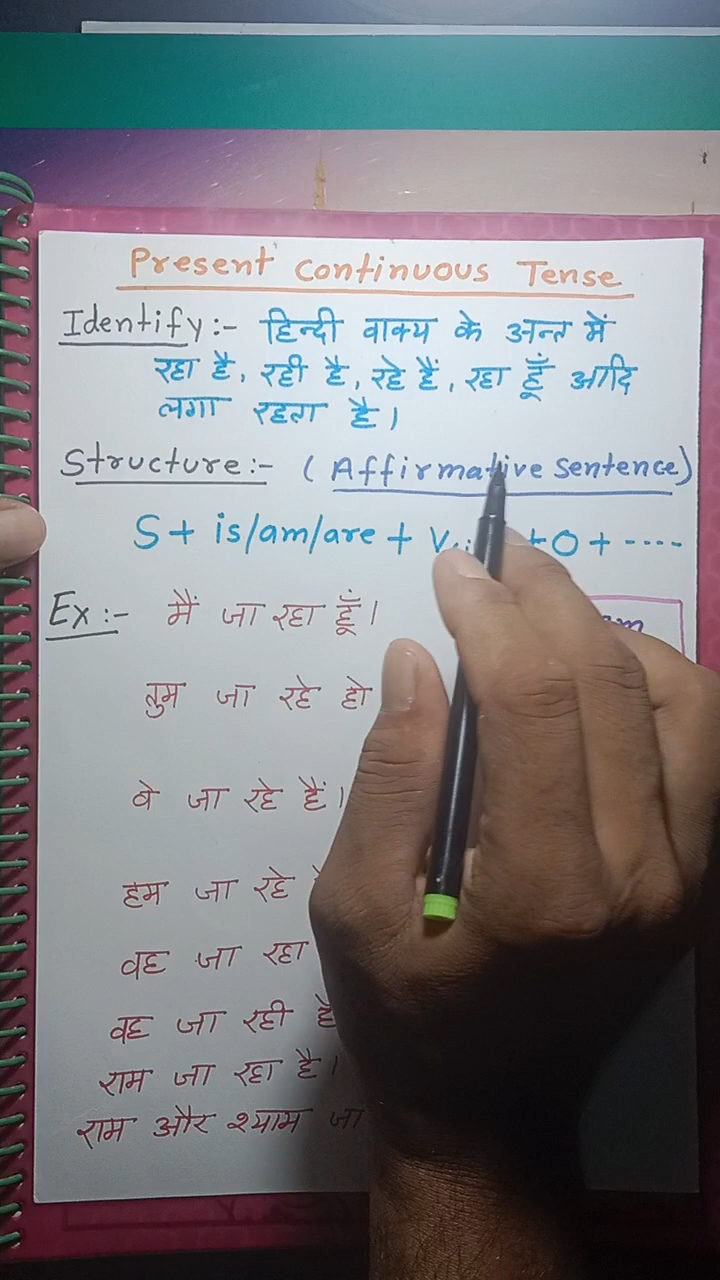 Present Continuous Tense
Identify:- हिन्दी वाक्य के अन्त में
रहा है, रही है, रहे हैं, रहा हूँ आदि
लगा रहता है।
Structure:- (Affirmative Sentence)
S + is/am/are + + O + ----
Ex:- मैं जा रहा हूँ।
तुम जा रहे हो
वे जा रहे हैं।
हम जा रहे
वह जा रहा
वह जा रही है
राम जा रहा है।
राम और श्याम जा